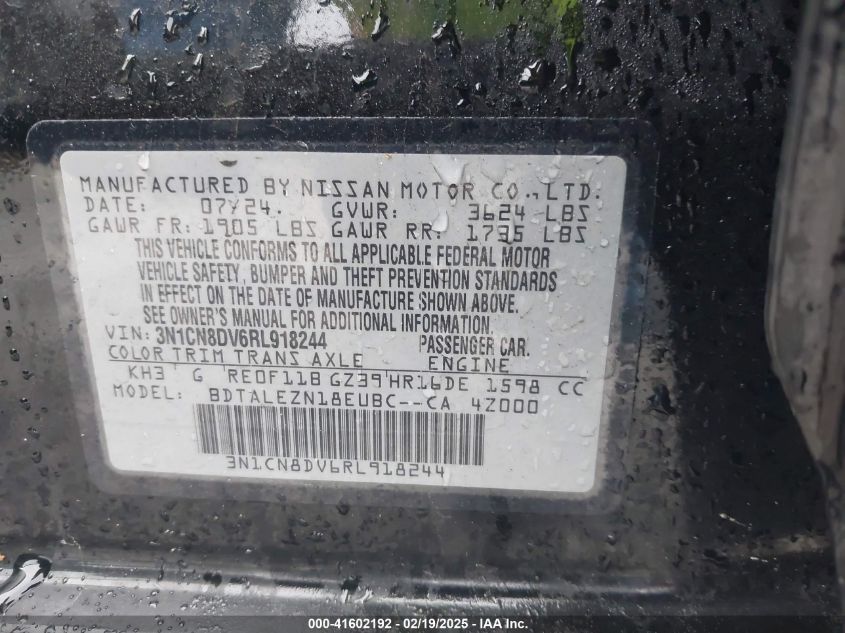 MANUFACTURED BY NISSAN MOTOR CO., LTD.
DATE: 07/24. GVWR: 3624 LBS
GAWR FR: 1905 LBS GAWR RR: 1795 LBS
THIS VEHICLE CONFORMS TO ALL APPLICABLE FEDERAL MOTOR
VEHICLE SAFETY, BUMPER AND THEFT PREVENTION STANDARDS
IN EFFECT ON THE DATE OF MANUFACTURE SHOWN ABOVE.
SEE OWNER'S MANUAL FOR ADDITIONAL INFORMATION.
VIN: 3N1CN8DV6RL918244 PASSENGER CAR.
COLOR TRIM TRANS AXLE ENGINE
KH3 G RE0F11B GZ39 HR16DE 1598 CC
MODEL: BDTALEZN18EUBC--CA 4Z000
3N1CN8DV6RL918244
000-41602192 - 02/19/2025 - IAA Inc.